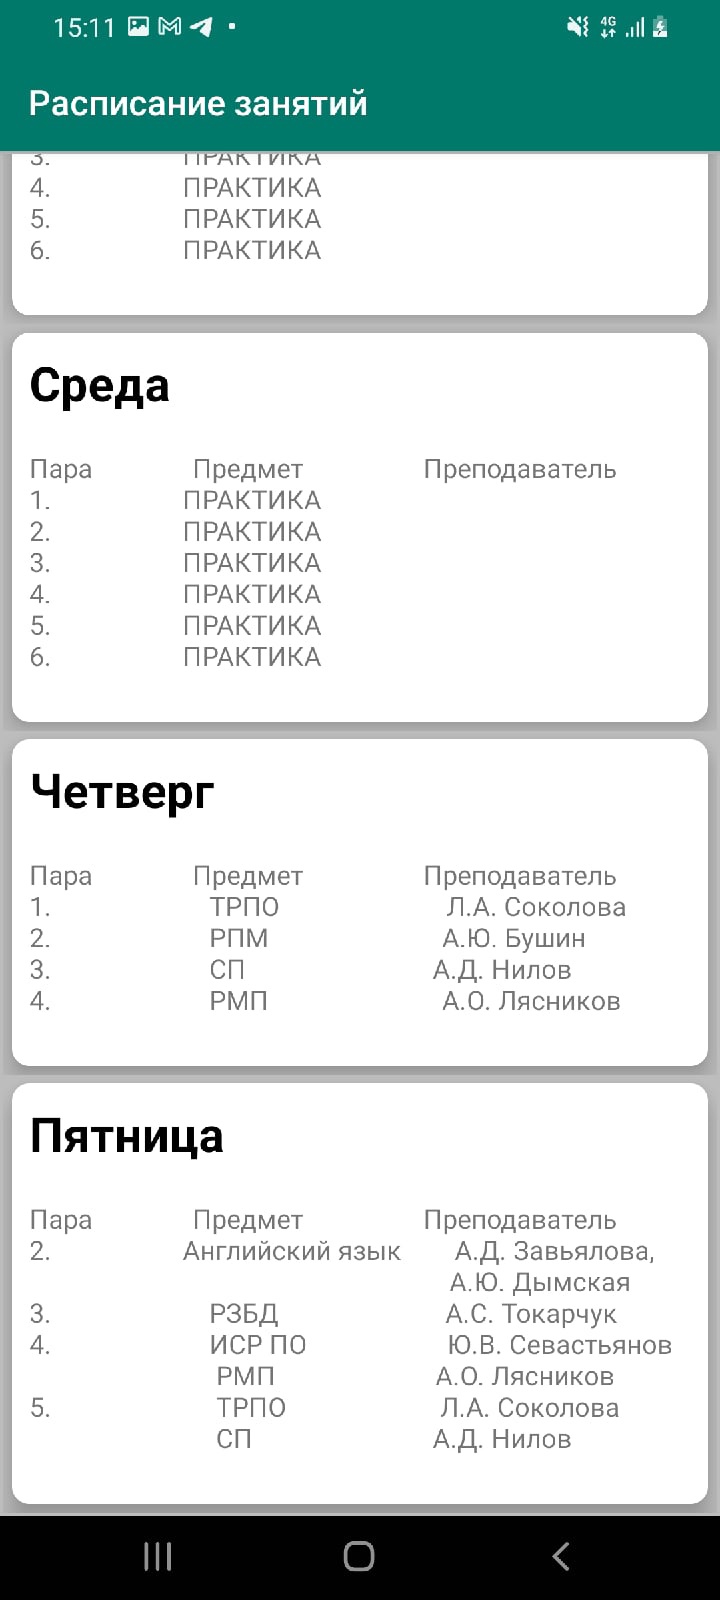 15:11 4G
Расписание занятий
3. ПРАКТИКА
4. ПРАКТИКА
5. ПРАКТИКА
6. ПРАКТИКА
Среда
Пара Предмет Преподаватель
1. ПРАКТИКА
2. ПРАКТИКА
3. ПРАКТИКА
4. ПРАКТИКА
5. ПРАКТИКА
6. ПРАКТИКА
Четверг
Пара Предмет Преподаватель
1. ТРПО Л.А. Соколова
2. РПМ А.Ю. Бушин
3. СП А.Д. Нилов
4. РМП А.О. Лясников
Пятница
Пара Предмет Преподаватель
2. Английский язык А.Д. Завьялова,
А.Ю. Дымская
3. РЗБД А.С. Токарчук
4. ИСР ПО Ю.В. Севастьянов
РМП А.О. Лясников
5. ТРПО Л.А. Соколова
СП А.Д. Нилов